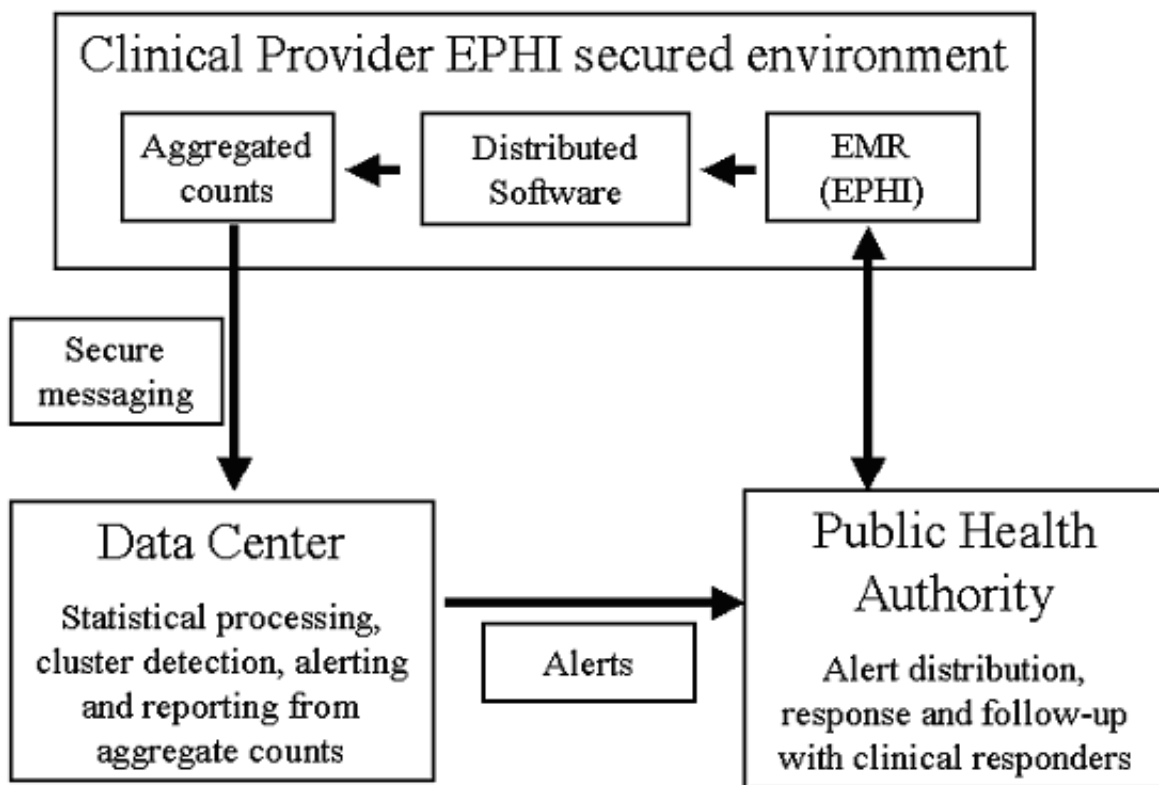 Clinical Provider EPHI secured environment
Aggregated
counts
Distributed
Software
EMR
(EPHI)
Secure
messaging
Data Center
Statistical processing,
cluster detection, alerting
and reporting from
aggregate counts
Alerts
Public Health
Authority
Alert distribution,
response and follow-up
with clinical responders